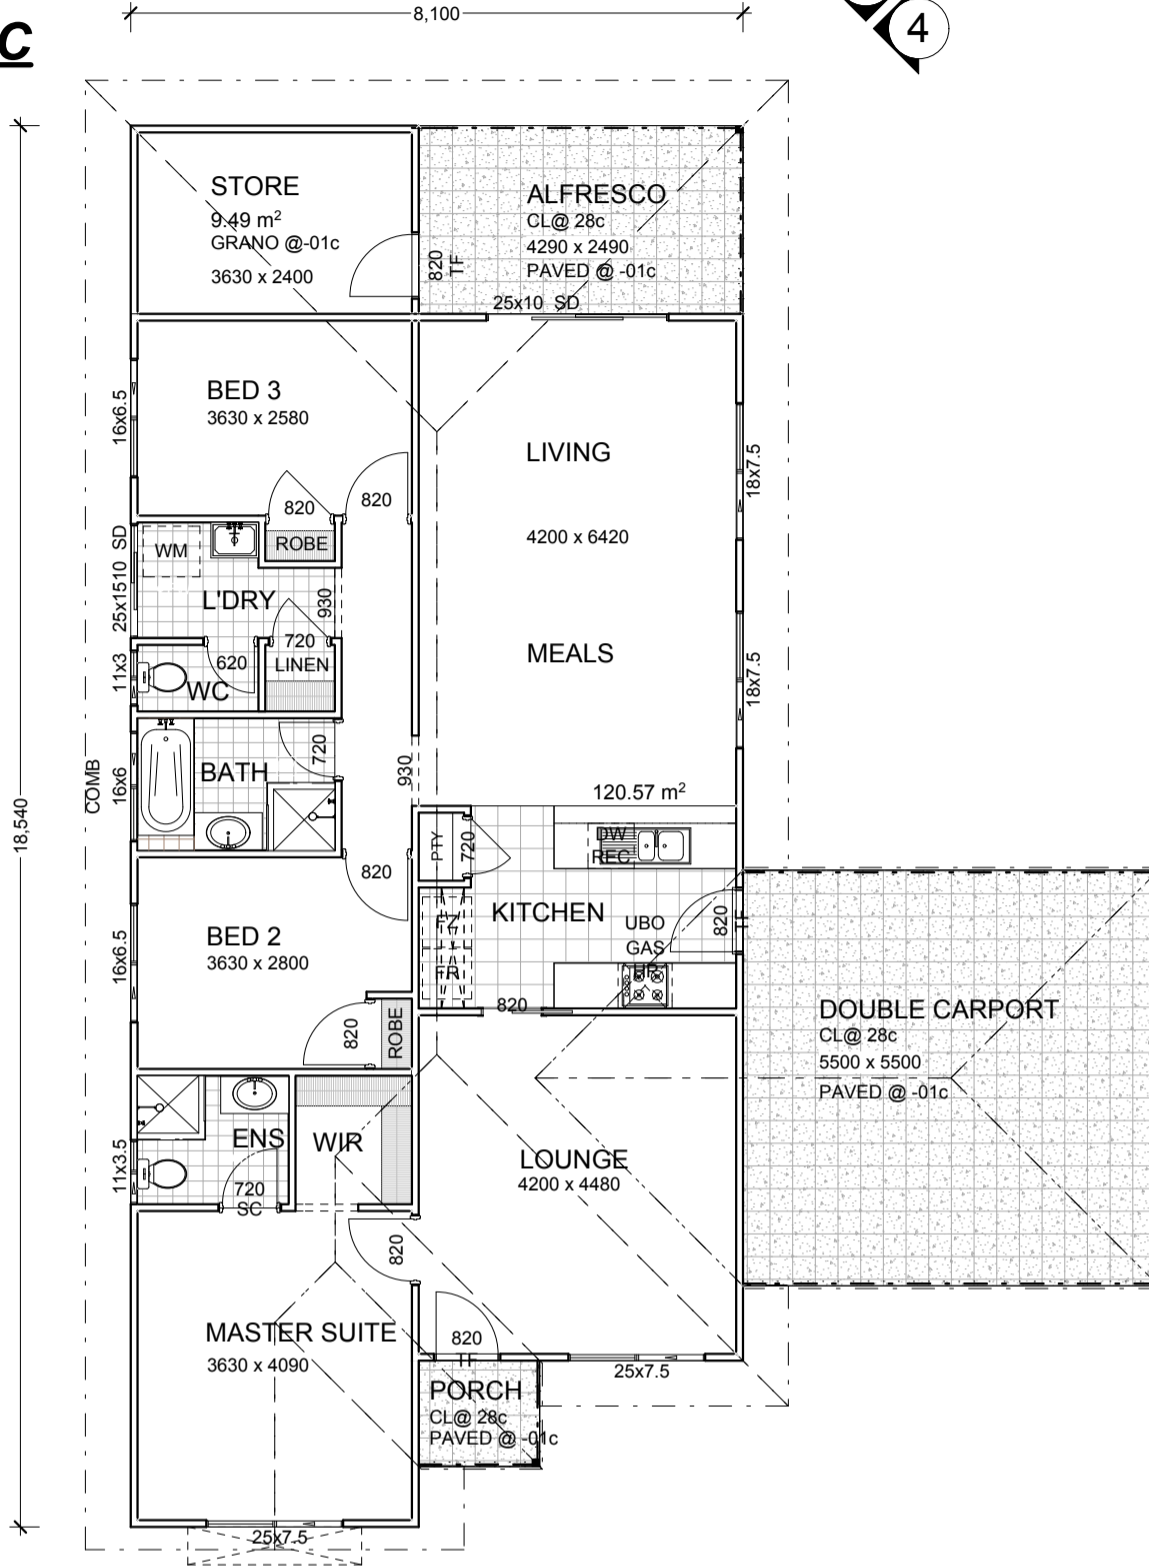 8,100
C
4
18,540
STORE
9.49 m²
GRANO @-01c
3630 x 2400
820
TF
ALFRESCO
CL@ 28c
4290 x 2490
PAVED @ -01c
25x10 SD
BED 3
3630 x 2580
16x6.5
820
820
ROBE
LIVING
4200 x 6420
MEALS
18x7.5
18x7.5
WM
25x1510 SD
L'DRY
930
720
LINEN
620
WC
11x3
BATH
720
16x6
COMB
930
120.57 m²
PTY
720
DW
REC
KITCHEN
FZ
FR
UBO
GAS
HP
820
TF
820
820
BED 2
3630 x 2800
16x6.5
820
ROBE
DOUBLE CARPORT
CL@ 28c
5500 x 5500
PAVED @ -01c
ENS
WIR
11x3.5
720
SC
LOUNGE
4200 x 4480
820
820
TF
25x7.5
MASTER SUITE
3630 x 4090
PORCH
CL@ 28c
PAVED @ -01c
25x7.5